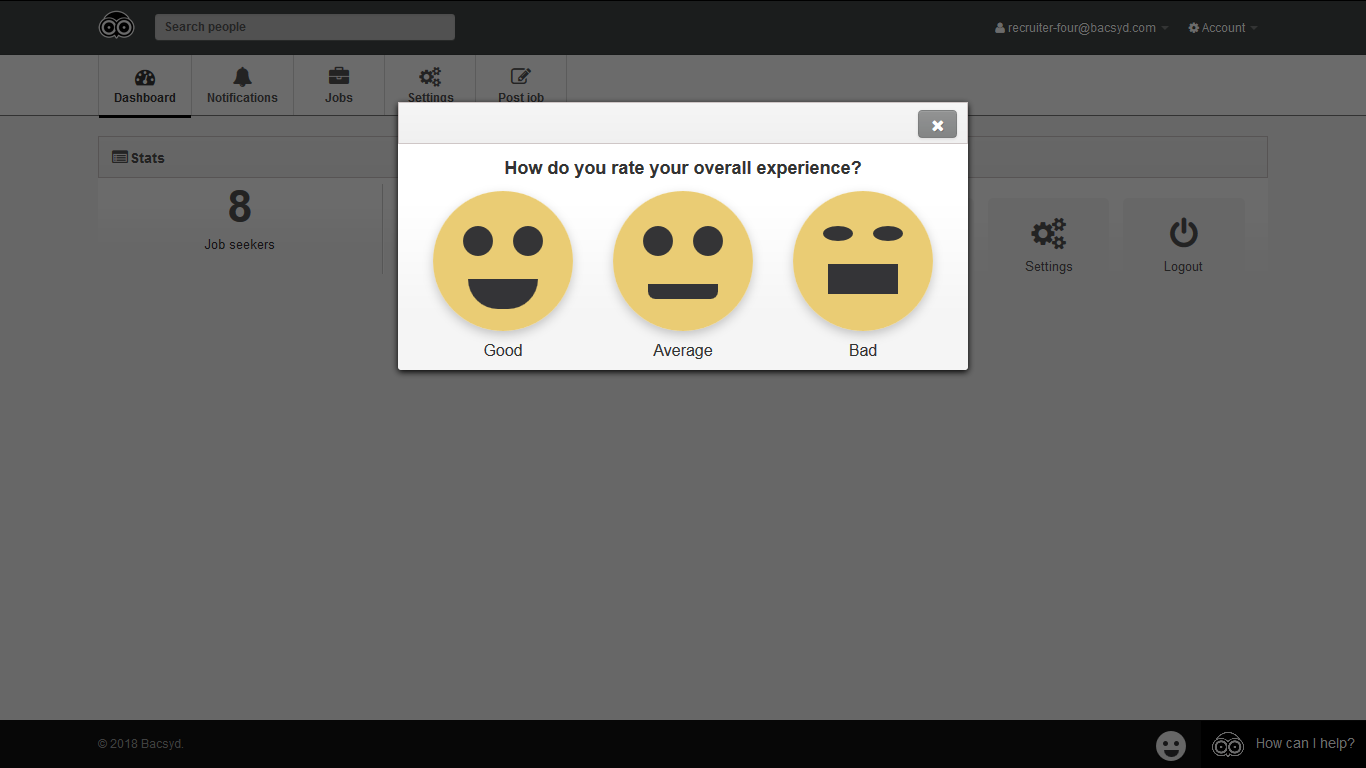 Search people
recruiter-four@bacsyd.com
Account
Dashboard
Notifications
Jobs
Settings
Post job
How do you rate your overall experience?
Good
Average
Bad
Stats
8
Job seekers
Settings
Logout
© 2018 Bacsyd.
How can I help?